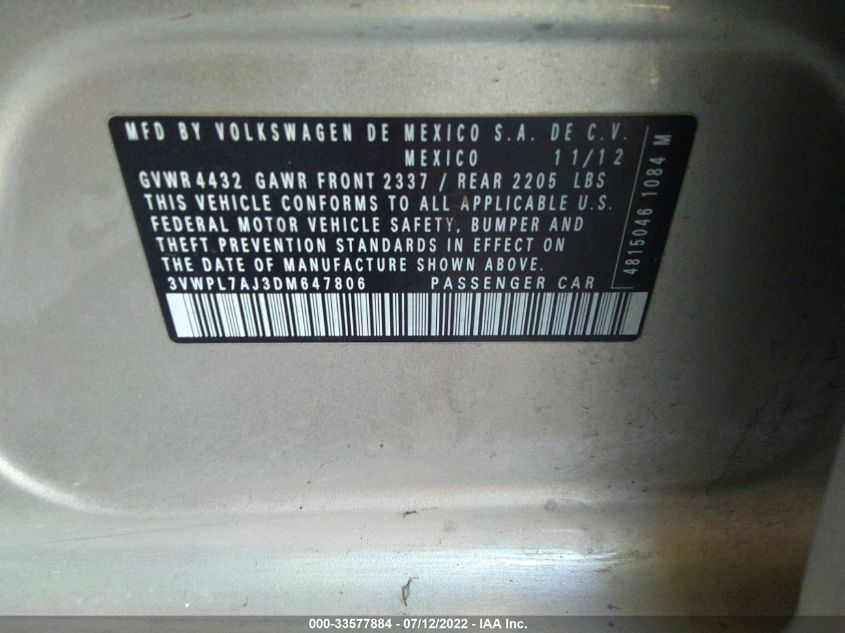 MFD BY VOLKSWAGEN DE MEXICO S.A. DE C.V.
MEXICO 11/12
GVWR 4432 GAWR FRONT 2337 / REAR 2205 LBS
THIS VEHICLE CONFORMS TO ALL APPLICABLE U.S.
FEDERAL MOTOR VEHICLE SAFETY, BUMPER AND
THEFT PREVENTION STANDARDS IN EFFECT ON
THE DATE OF MANUFACTURE SHOWN ABOVE.
3VWPL7AJ3DM647806 PASSENGER CAR
4815046 1084 M
000-33577884 - 07/12/2022 - IAA Inc.